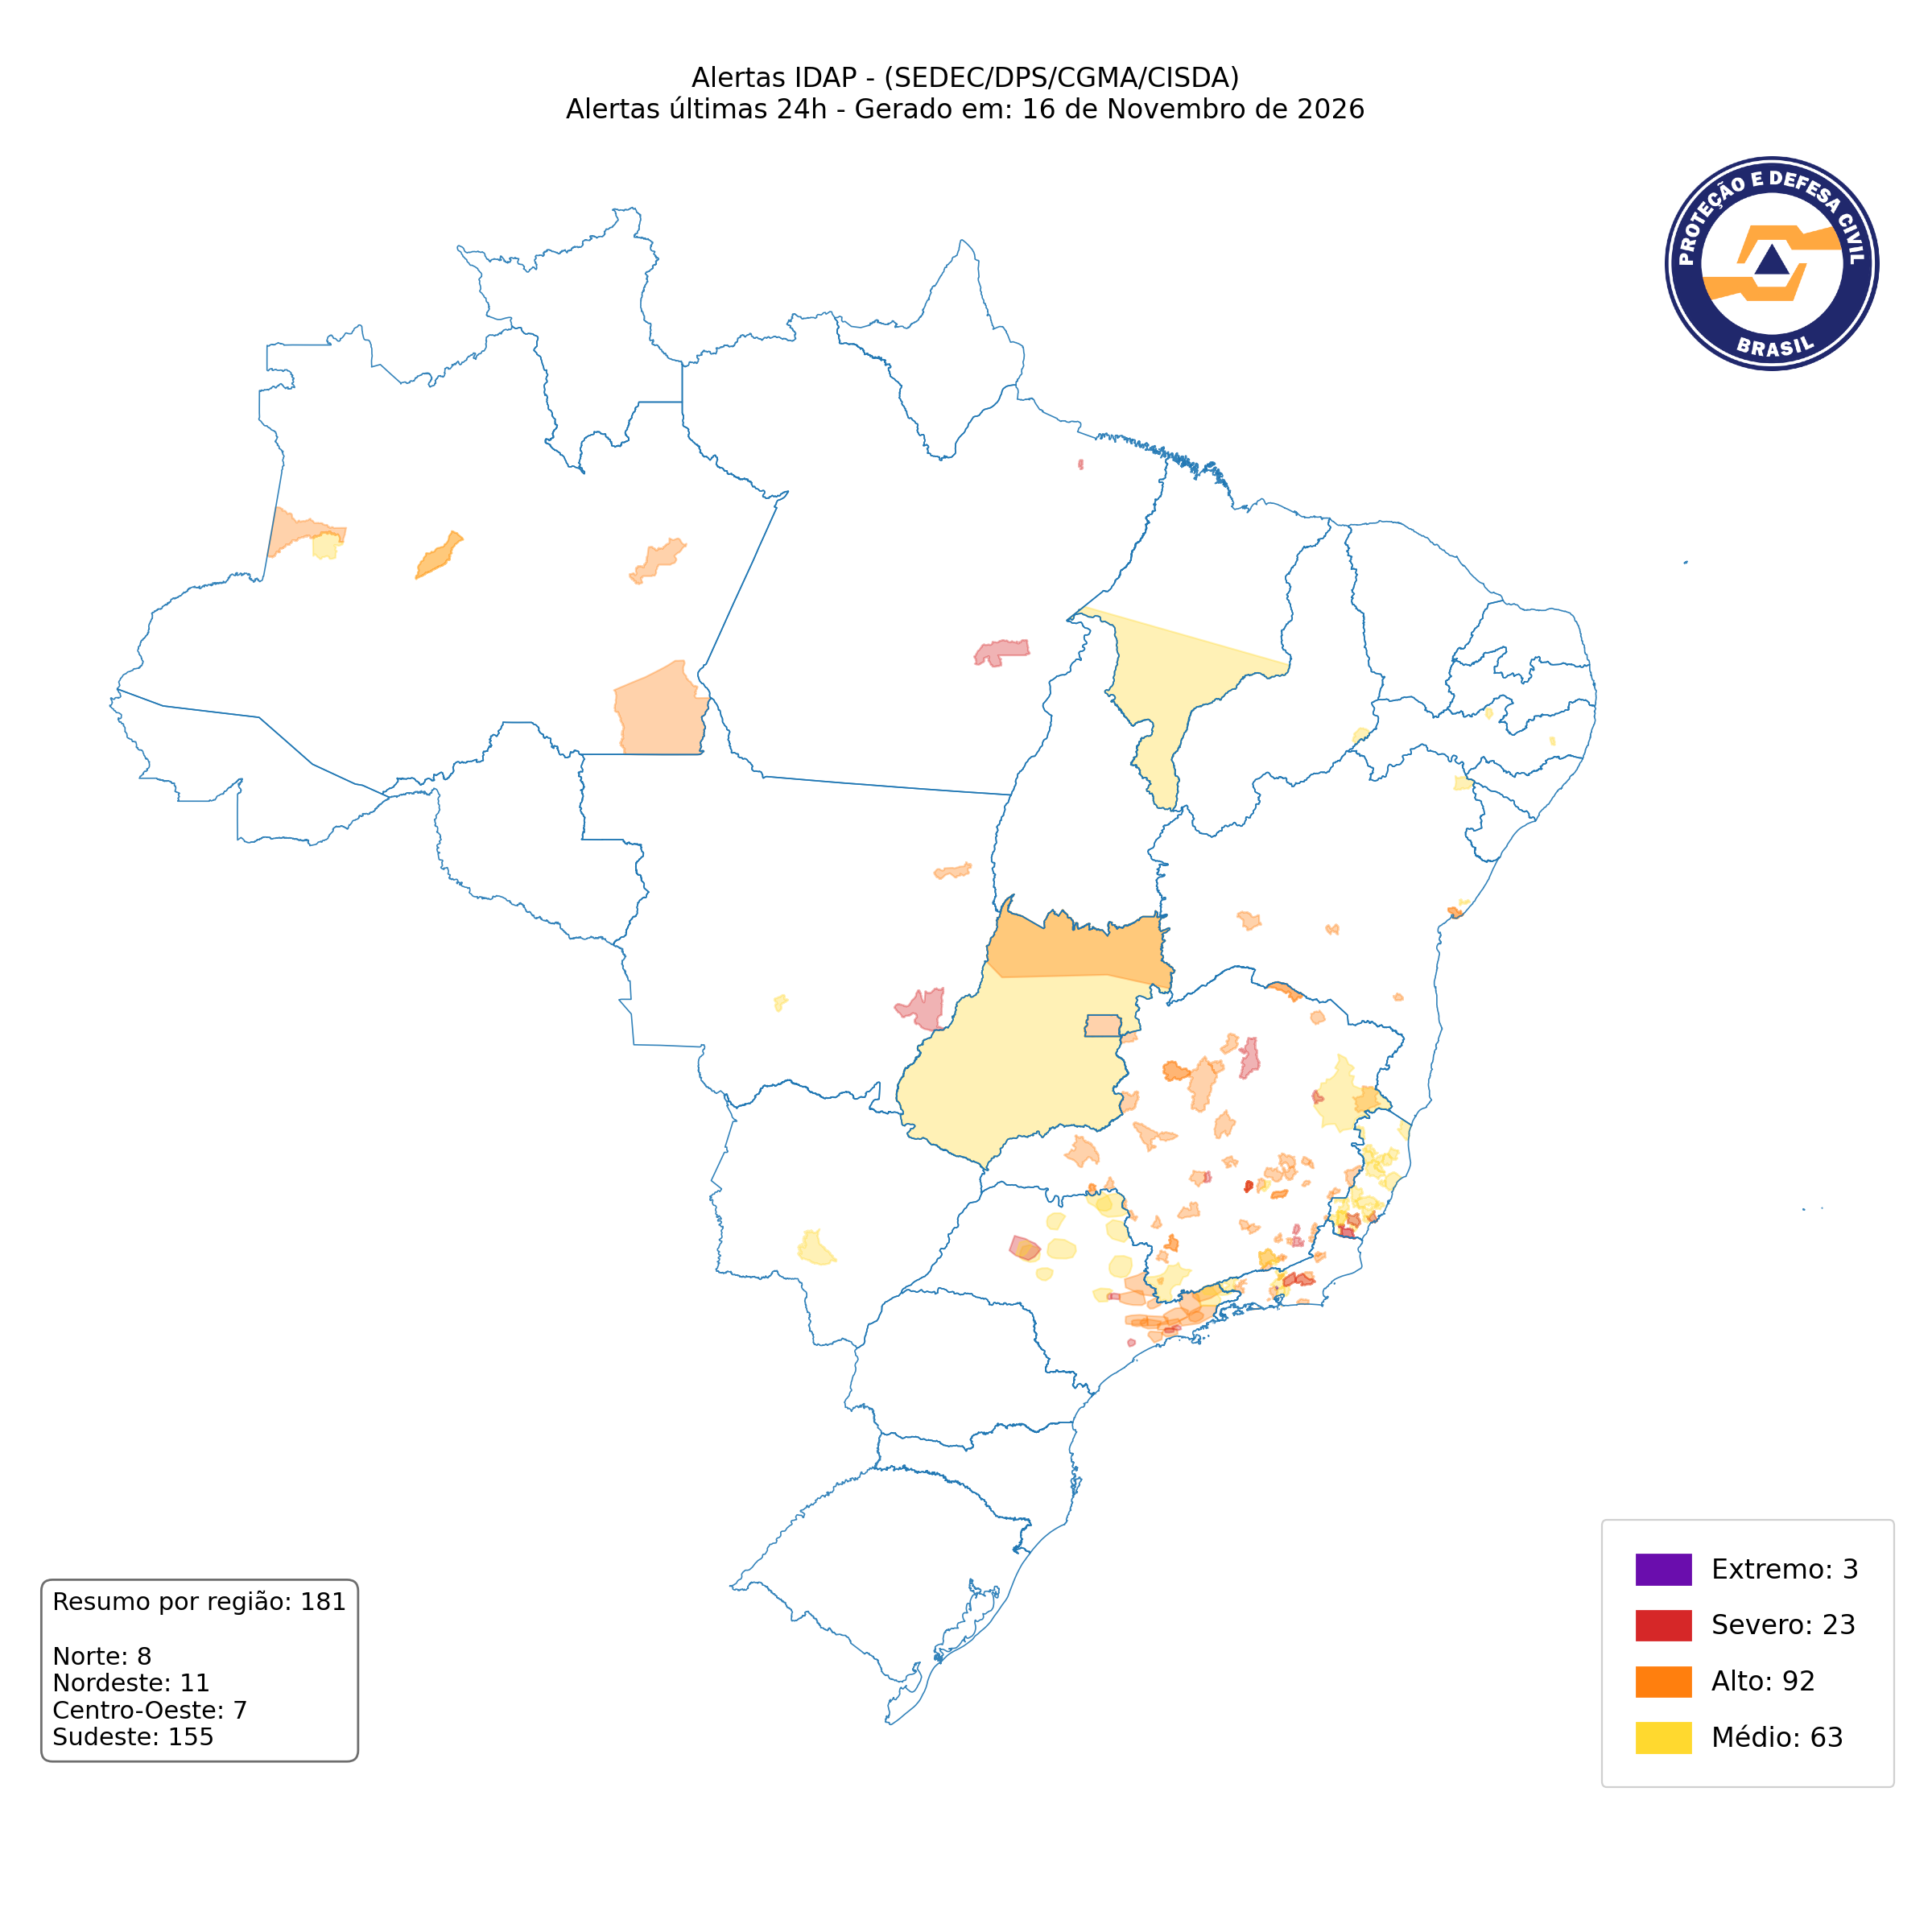 Alertas IDAP - (SEDEC/DPS/CGMA/CISDA)
Alertas últimas 24h - Gerado em: 16 de Novembro de 2026
PROTEÇÃO E DEFESA CIVIL
BRASIL
Resumo por região: 181
Norte: 8
Nordeste: 11
Centro-Oeste: 7
Sudeste: 155
Extremo: 3
Severo: 23
Alto: 92
Médio: 63